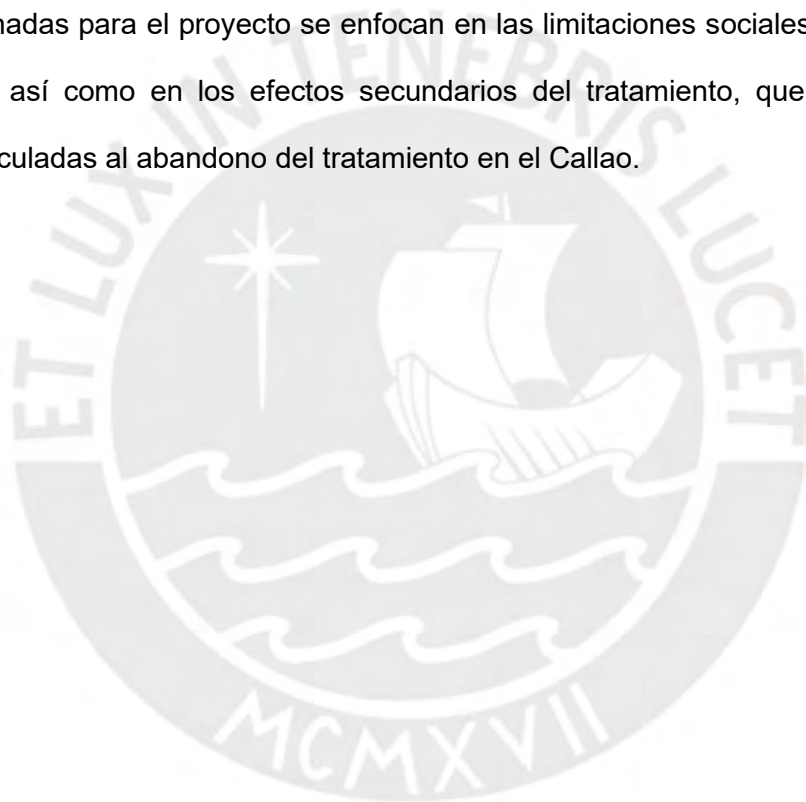 nadas para el proyecto se enfocan en las limitaciones sociales
así como en los efectos secundarios del tratamiento, que
culadas al abandono del tratamiento en el Callao.
ET LUX IN TENEBRIS LUCET
MCMXVII